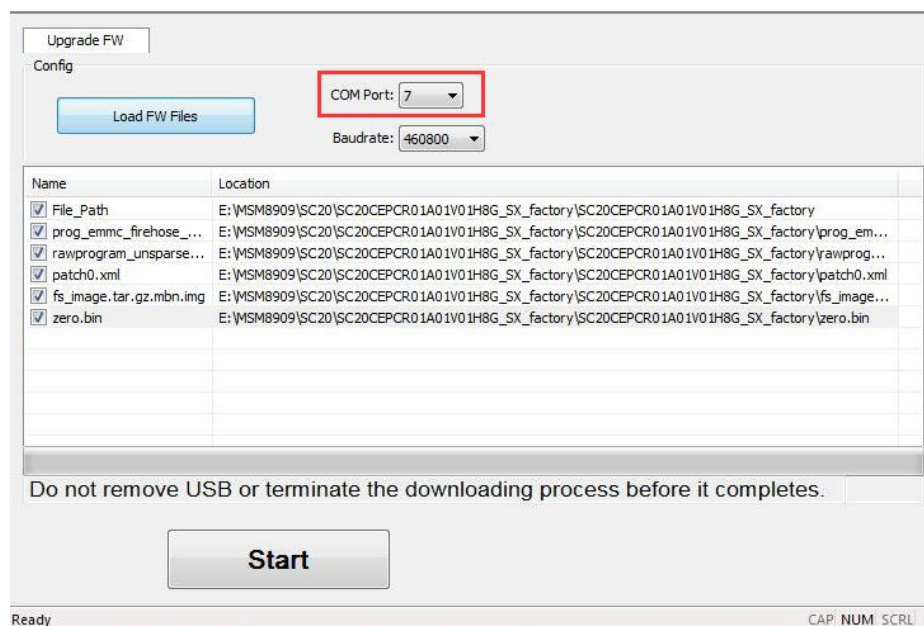 Upgrade FW
Config
Load FW Files
COM Port: 7
Baudrate: 460800
Name Location
File_Path E:\MSM8909\SC20\SC20CEPCR01A01V01H8G_SX_factory\SC20CEPCR01A01V01H8G_SX_factory
prog_emmc_firehose_... E:\MSM8909\SC20\SC20CEPCR01A01V01H8G_SX_factory\SC20CEPCR01A01V01H8G_SX_factory\prog_em...
rawprogram_unsparse... E:\MSM8909\SC20\SC20CEPCR01A01V01H8G_SX_factory\SC20CEPCR01A01V01H8G_SX_factory\rawprog...
patch0.xml E:\MSM8909\SC20\SC20CEPCR01A01V01H8G_SX_factory\SC20CEPCR01A01V01H8G_SX_factory\patch0.xml
fs_image.tar.gz.mbn.img E:\MSM8909\SC20\SC20CEPCR01A01V01H8G_SX_factory\SC20CEPCR01A01V01H8G_SX_factory\fs_image...
zero.bin E:\MSM8909\SC20\SC20CEPCR01A01V01H8G_SX_factory\SC20CEPCR01A01V01H8G_SX_factory\zero.bin
Do not remove USB or terminate the downloading process before it completes.
Start
Ready CAP NUM SCRL